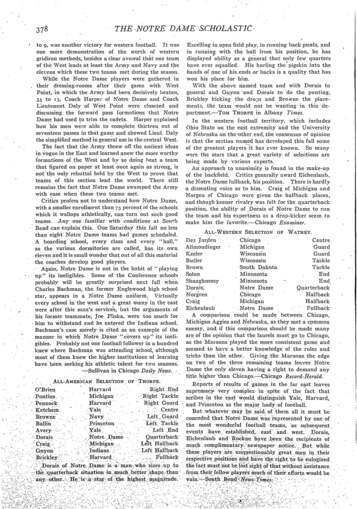 378 THE NOTRE DAME SCHOLASTIC
to 9, was another victory for western football. It was
one more demonstration of the worth of western
gridiron methods, besides a clear avowal that one team
of the West leads at least the Army and Navy and the
elevens which these two teams met during the season.
While the Notre Dame players were gathered in
their dressing-rooms after their game with West
Point, in which the Army had been decisively beaten,
35 to 13, Coach Harper of Notre Dame and Coach
Lieutenant Daly of West Point were closeted and
discussing the forward pass formations that Notre
Dame had used to trim the cadets. Harper explained
how his men were able to complete thirteen out of
seventeen passes in that game and showed Lieut. Daly
the simplified method in general use in the central West.
The fact that the Army threw off the ancient ideas
in vogue in the East and learned anew the more worthy
formations of the West and by so doing beat a team
that figured on paper at least once again as strong, is
not the only rebuttal held by the West to prove that
teams of this section lead the world. There still
remains the fact that Notre Dame swamped the Army
with ease when these two teams met.
Critics profess not to understand how Notre Dame,
with a smaller enrollment than 75 percent of the schools
which it wallops athletically, can turn out such good
teams. Any one familiar with conditions at South
Bend can explain this. One Saturday this fall no less
than eight Notre Dame teams had games scheduled.
A boarding school, every class and every "hall,"
as the various dormitories are called, has its own
eleven and it is small wonder that out of all this material
the coaches develop good players.
Again, Notre Dame is not in the habit of "playing
up" its ineligibles. Some of the Conference schools
probably will be greatly surprised next fall when
Charles Bachman, the former Englewood high school
star, appears in a Notre Dame uniform. Virtually
every school in the west and a great many in the east
were after this man's services, but the arguments of
his former teammate, Joe Pliska, were too much for
him to withstand and he entered the Indiana school.
Bachman's case merely is cited as an example of the
manner in which Notre Dame "covers up" its ineli-
gibles. Probably not one football follower in a hundred
knew where Bachman was attending school, although
most of them knew the higher institutions of learning
have been seeking his athletic talent for two seasons.
—Sullivan in Chicago Daily News.
ALL-AMERICAN SELECTION OF THORPE.
O'Brien Harvard Right End
Pontius Michigan Right Tackle
Pennock Harvard Right Guard
Ketcham Yale Centre
Brown Navy Left Guard
Ballin Princeton Left Tackle
Avery Yale Left End
Dorais Notre Dame Quarterback
Craig Michigan Left Halfback
Guyon Indians Left Halfback
Brickley Harvard Fullback
Dorais of Notre Dame is a man who sizes up to
the quarterback situation in much better shape than
any other. He is a star of the highest magnitude.
Excelling in open field play, in running back punts, and
in running with the ball from his position, he has
displayed ability as a general that only few quarters
have ever equalled. His hurling the pigskin into the
hands of one of his ends or backs is a quality that has
won his place for him.
With the above named team and with Dorais to
general and Guyon and Dorais to do the punting,
Brickley kicking the drops and Brown the place-
ments, the team would not be wanting in this de-
partment.—TOM THORPE in Albany Times.
In the western football territory, which includes
Ohio State on the east extremity and the University
of Nebraska on the other end, the consensus of opinion
is that the section named has developed this fall some
of the greatest players it has ever known. So many
were the stars that a great variety of selections are
being made by various experts.
An approach to unanimity is found in the make-up
of the backfield. Critics generally award Eichenlaub,
the Notre Dame fullback, his position. There is hardly
a dissenting voice as to him. Craig of Michigan and
Norgren of Chicago were given the halfback places,
and though keener rivalry was felt for the quarterback
position, the ability of Dorais of Notre Dame to run
the team and his expertness as a drop-kicker seem to
make him the favorite.—Chicago Examiner.
ALL-WESTERN SELECTION OF WATREY.
Des Jardien Chicago Centre
Allmendinger Michigan Guard
Keeler Wisconsin Guard
Butler Wisconsin Tackle
Brown South Dakota Tackle
Solon Minnesota End
Shaughnessy Minnesota End
Dorais, Notre Dame Quarterback
Norgren Chicago Halfback
Craig Michigan Halfback
Eichenlaub Notre Dame Fullback
A comparison could be made between Chicago,
Michigan Aggies and Nebraska, as they met a common
enemy, and if this comparison should be made many
are of the opinion that the laurels must go to Chicago,
as the Maroons played the more consistent game and
seemed to have a better knowledge of the rules and
tricks than the other. Giving the Maroons the edge
on two of the three remaining teams leaves Notre
Dame the only eleven having a right to demand any
title higher than Chicago.—Chicago Record Herald.
Experts of results of games in the far east leaves
supremacy very complex in spite of the fact that
scribes in the east would distinguish Yale, Harvard,
and Princeton as the major body of football.
But whatever may be said of them all it must be
conceded that Notre Dame was represented by one of
the most wonderful football teams, as subsequent
events have established, east and west. Dorais,
Eichenlaub and Rockne have been the recipients of
much complimentary newspaper notice. But while
these players are unquestionably great men in their
respective positions and have the right to be eulogized
the fact must not be lost sight of that without assistance
from their fellow players much of their efforts would be
vain.—South Bend News-Times.